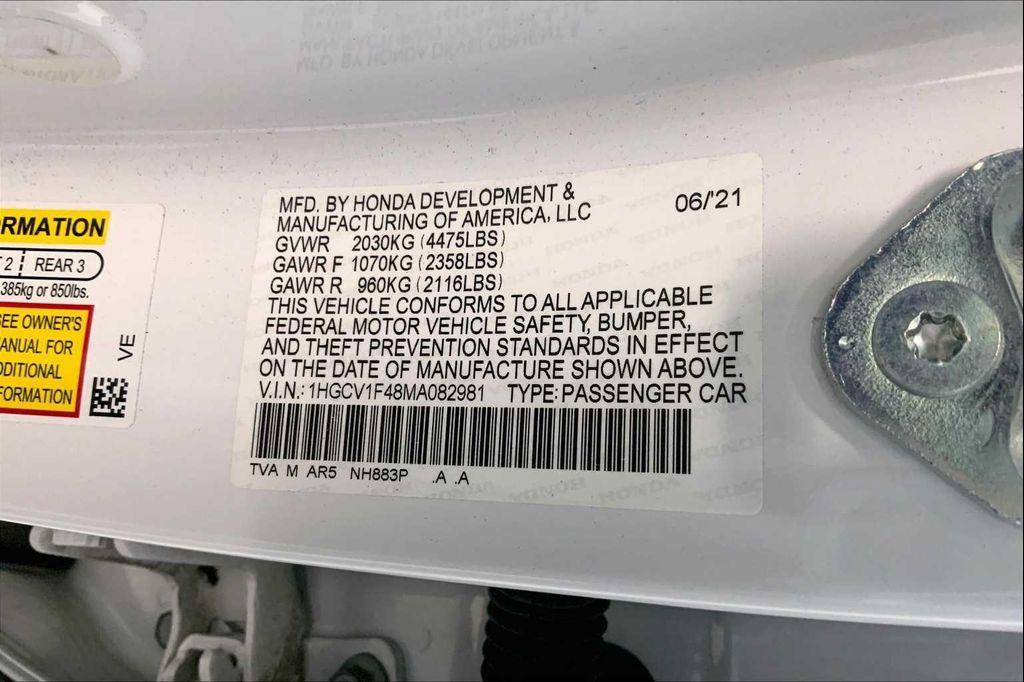 ORMATION
2 REAR 3
385kg or 850lbs.
SEE OWNER'S
ANUAL FOR
DDITIONAL
FORMATION
VE
MFD. BY HONDA DEVELOPMENT &
MANUFACTURING OF AMERICA, LLC 06/'21
GVWR 2030KG (4475LBS)
GAWR F 1070KG (2358LBS)
GAWR R 960KG (2116LBS)
THIS VEHICLE CONFORMS TO ALL APPLICABLE
FEDERAL MOTOR VEHICLE SAFETY, BUMPER,
AND THEFT PREVENTION STANDARDS IN EFFECT
ON THE DATE OF MANUFACTURE SHOWN ABOVE.
V.I.N.: 1HGCV1F48MA082981 TYPE: PASSENGER CAR
TVA M AR5 NH883P .A .A